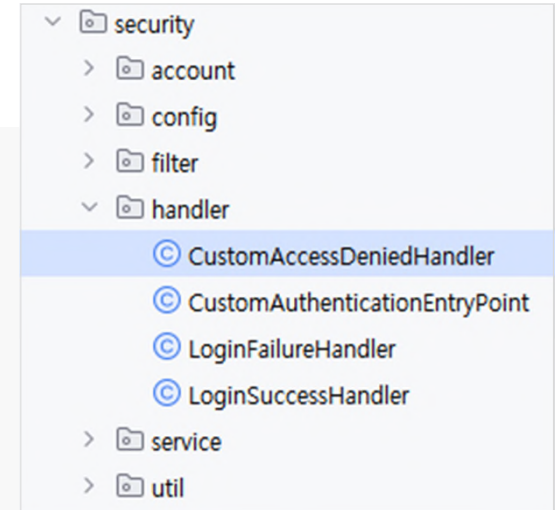 security
account
config
filter
handler
CustomAccessDeniedHandler
CustomAuthenticationEntryPoint
LoginFailureHandler
LoginSuccessHandler
service
util